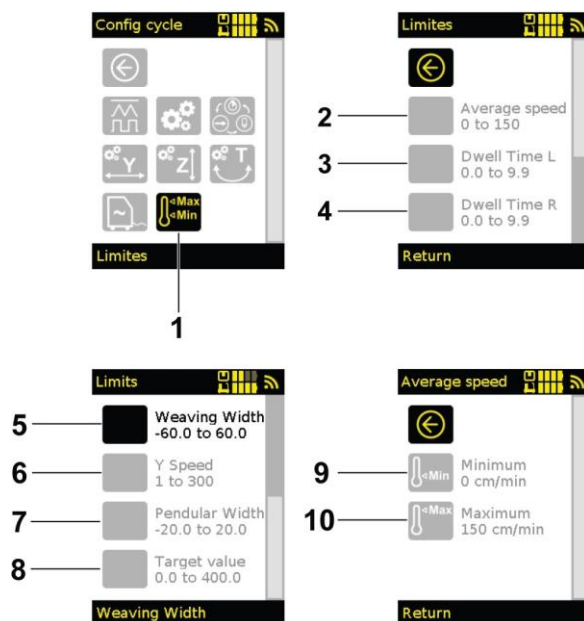 Config cycle
Y
Z
T
~
◄Max
◄Min
Limites
1
Limites
2
Average speed
0 to 150
3
Dwell Time L
0.0 to 9.9
4
Dwell Time R
0.0 to 9.9
Return
Limits
5
Weaving Width
-60.0 to 60.0
6
Y Speed
1 to 300
7
Pendular Width
-20.0 to 20.0
8
Target value
0.0 to 400.0
Weaving Width
Average speed
9
◄Min
Minimum
0 cm/min
10
◄Max
Maximum
150 cm/min
Return